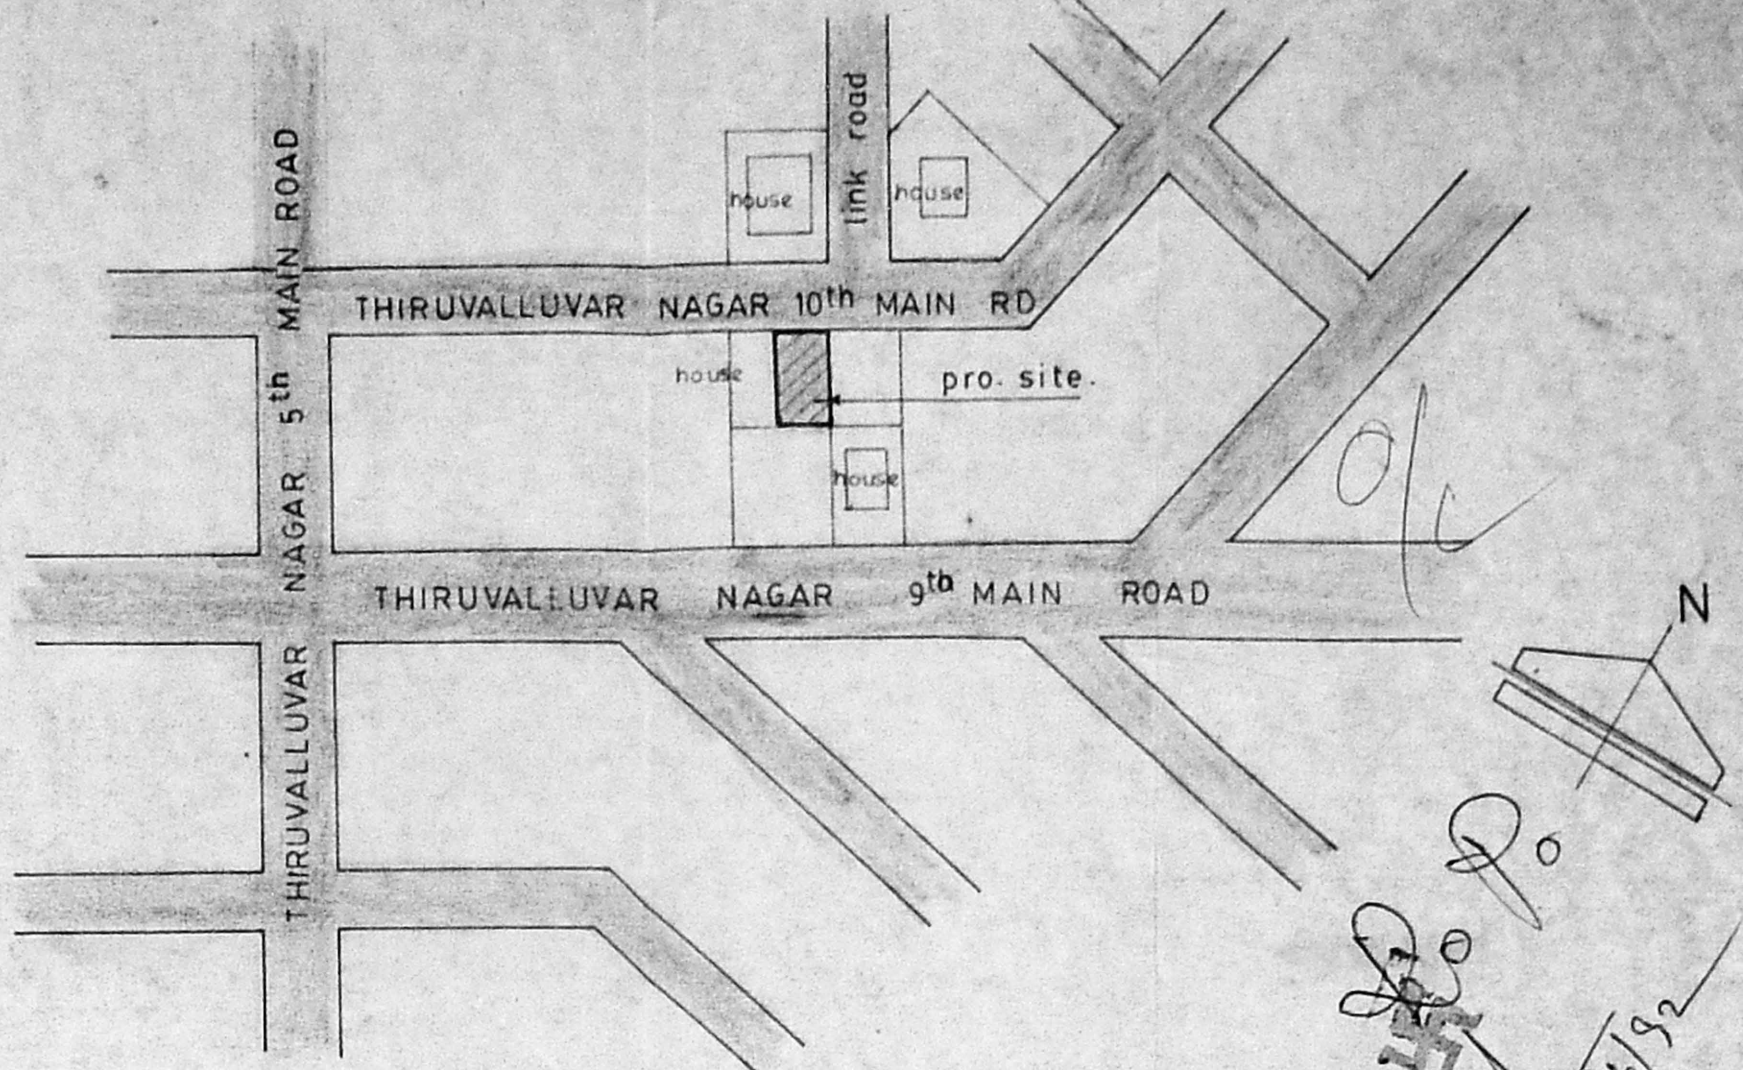 link road
house
house
THIRUVALLUVAR NAGAR 5th MAIN ROAD
THIRUVALLUVAR NAGAR 10th MAIN RD
house
pro. site.
house
O/C
THIRUVALLUVAR NAGAR 9th MAIN ROAD
N